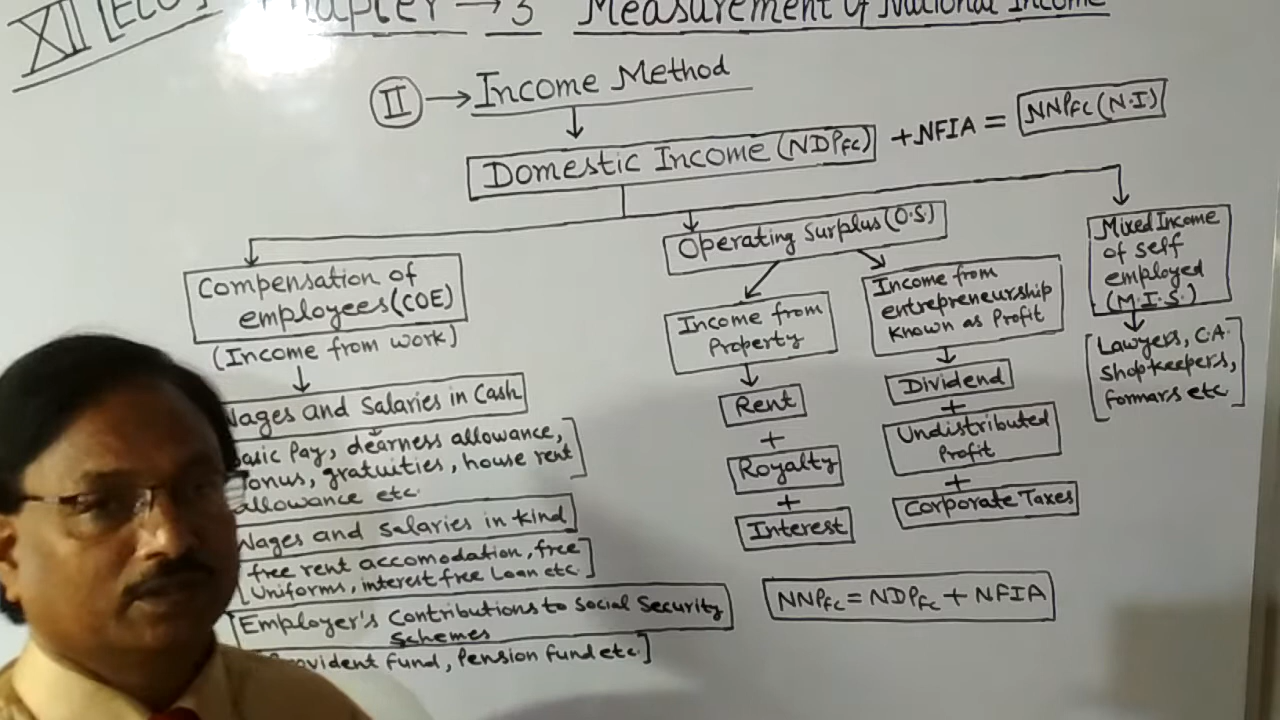 XII [ECO] Chapter → 3 Measurement of National Income
II → Income Method
Domestic Income (NDPFC) + NFIA = NNPFC (N.I)
Compensation of
employees (COE)
(Income from work)
Wages and Salaries in Cash
Basic Pay, dearness allowance,
Bonus, gratuities, house rent
allowance etc.
Wages and salaries in kind
free rent accomodation, free
Uniforms, interest free Loan etc.
Employer's Contributions to Social Security
Schemes
Provident Fund, Pension fund etc.]
Operating Surplus (O.S)
Income from
Property
Rent
+
Royalty
+
Interest
Income from
entrepreneurship
known as Profit
Dividend
+
Undistributed
Profit
+
Corporate Taxes
Mixed Income
of self
employed
(M.I.S.)
[Lawyers, C.A.
Shopkeepers,
formars etc]
NNPFC = NDPFC + NFIA